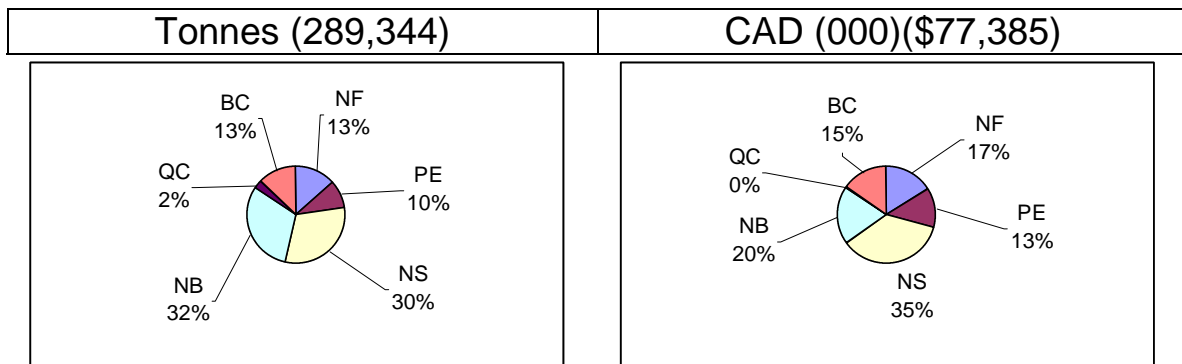 Tonnes (289,344)
CAD (000)($77,385)
BC
13%
NF
13%
QC
2%
PE
10%
NB
32%
NS
30%
BC
15%
NF
17%
QC
0%
PE
13%
NB
20%
NS
35%